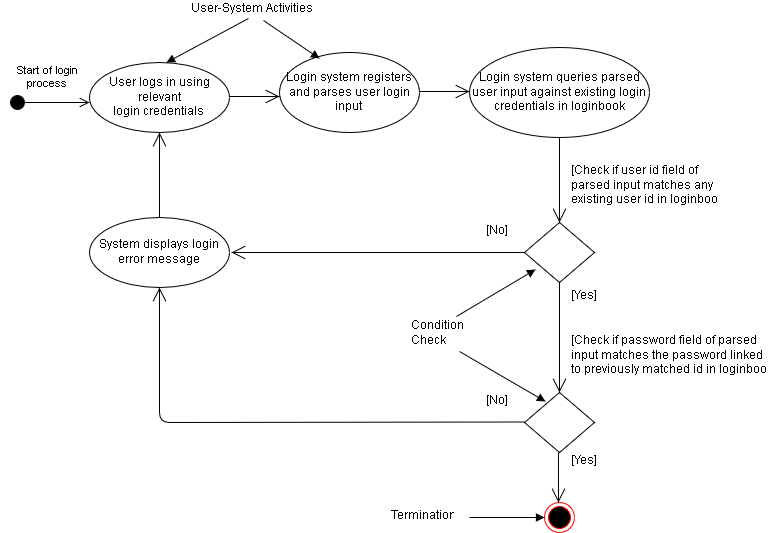 User-System Activities
Start of login
process
User logs in using
relevant
login credentials
Login system registers
and parses user login
input
Login system queries parsed
user input against existing login
credentials in loginbook
[Check if user id field of
parsed input matches any
existing user id in loginboo
[No]
System displays login
error message
[Yes]
Condition
Check
[Check if password field of parsed
input matches the password linked
to previously matched id in loginboo
[No]
[Yes]
Termination